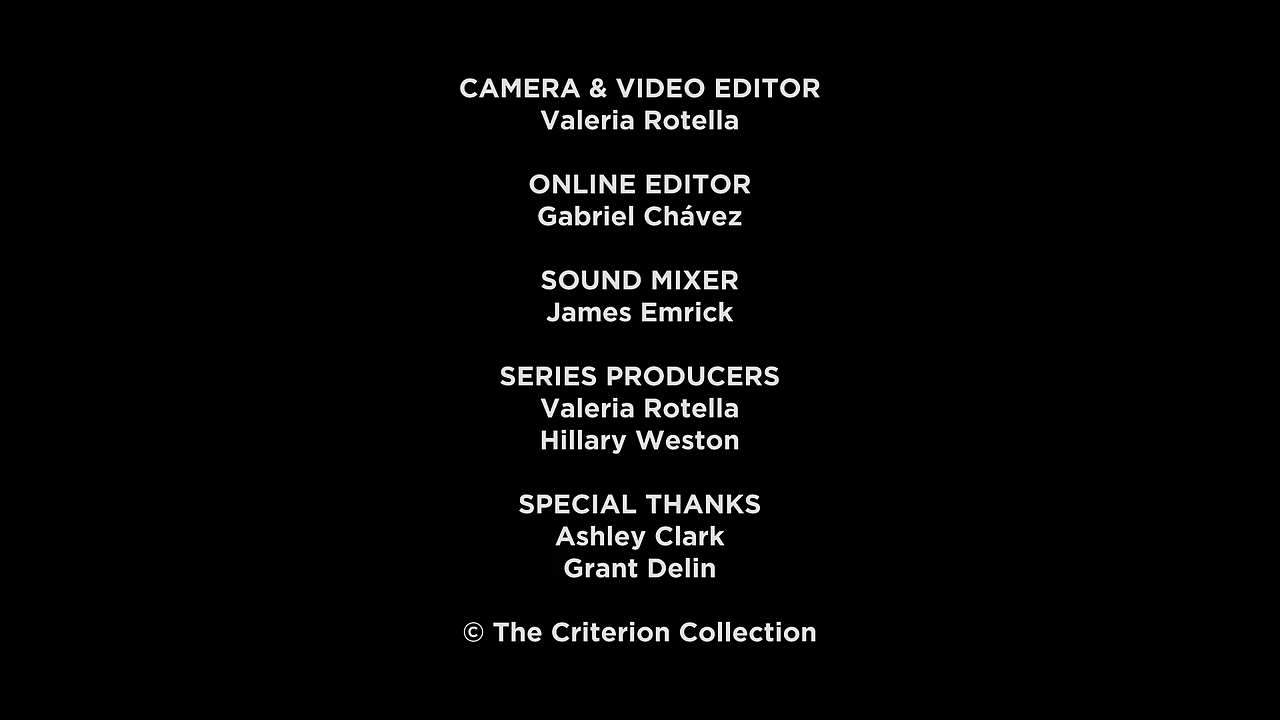 CAMERA & VIDEO EDITOR
Valeria Rotella
ONLINE EDITOR
Gabriel Chávez
SOUND MIXER
James Emrick
SERIES PRODUCERS
Valeria Rotella
Hillary Weston
SPECIAL THANKS
Ashley Clark
Grant Delin
© The Criterion Collection